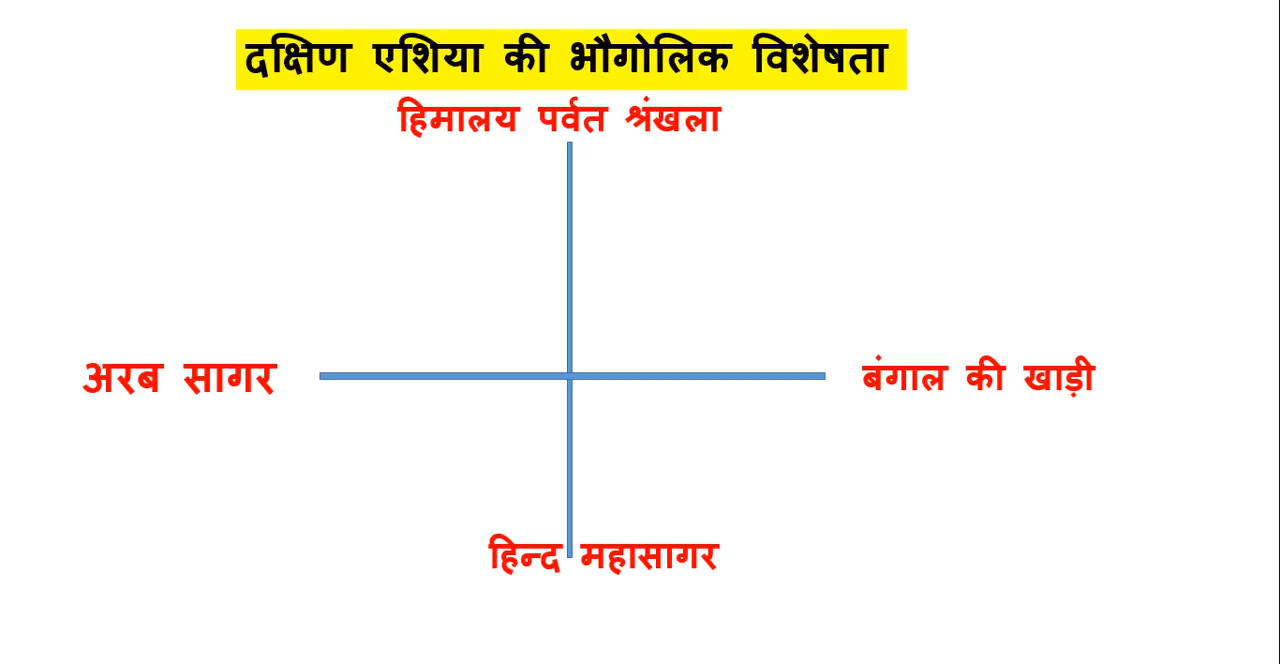 दक्षिण एशिया की भौगोलिक विशेषता
हिमालय पर्वत श्रंखला
अरब सागर
बंगाल की खाड़ी
हिन्द महासागर